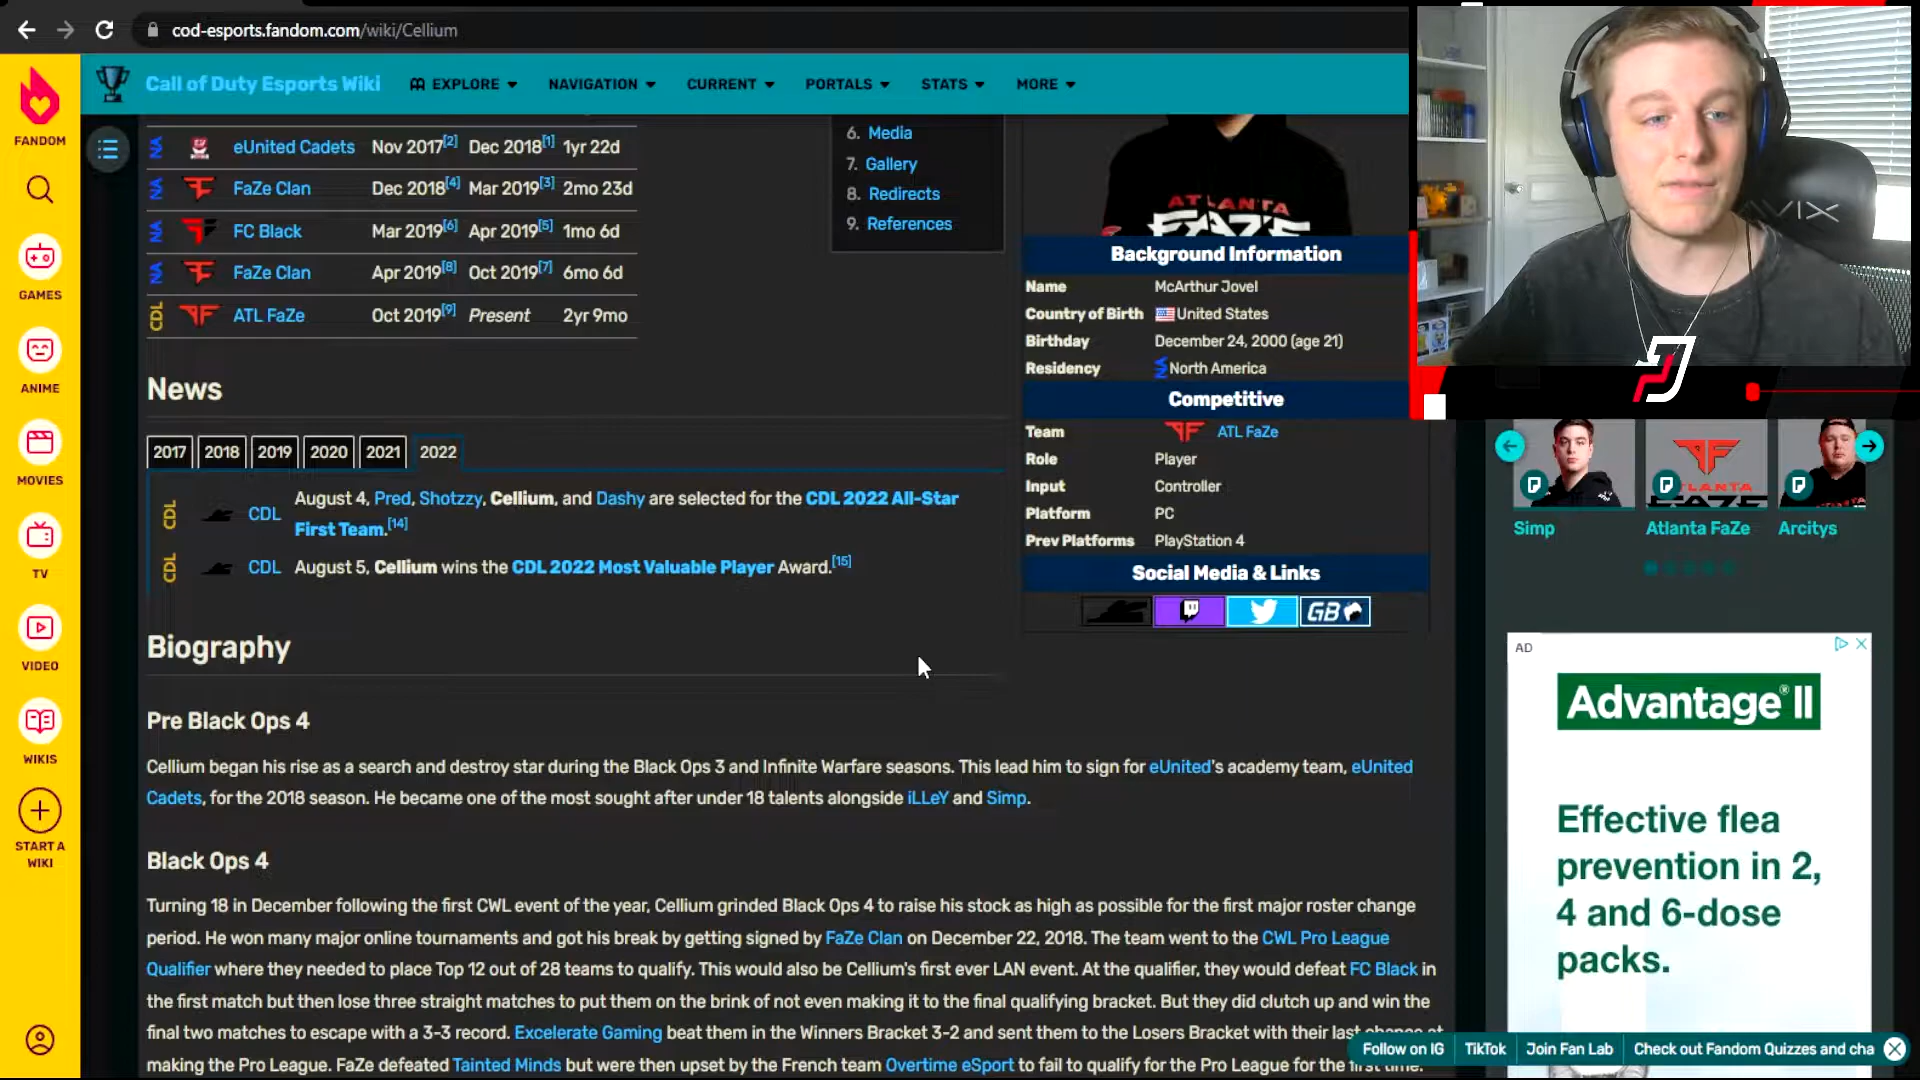 cod-esports.fandom.com/wiki/Cellium
FANDOM
GAMES
ANIME
MOVIES
TV
VIDEO
WIKIS
START A
WIKI
Call of Duty Esports Wiki
EXPLORE
NAVIGATION
CURRENT
PORTALS
STATS
MORE
eUnited Cadets Nov 2017[2] Dec 2018[1] 1yr 22d
FaZe Clan Dec 2018[4] Mar 2019[3] 2mo 23d
FC Black Mar 2019[6] Apr 2019[5] 1mo 6d
FaZe Clan Apr 2019[8] Oct 2019[7] 6mo 6d
CDL ATL FaZe Oct 2019[9] Present 2yr 9mo
6. Media
7. Gallery
8. Redirects
9. References
ATLANTA
FAZE
Background Information
Name McArthur Jovel
Country of Birth United States
Birthday December 24, 2000 (age 21)
Residency North America
Competitive
Team ATL FaZe
Role Player
Input Controller
Platform PC
Prev Platforms PlayStation 4
Social Media & Links
GB
News
2017 2018 2019 2020 2021 2022
CDL CDL August 4, Pred, Shotzzy, Cellium, and Dashy are selected for the CDL 2022 All-Star
First Team.[14]
CDL CDL August 5, Cellium wins the CDL 2022 Most Valuable Player Award.[15]
Biography
Pre Black Ops 4
Cellium began his rise as a search and destroy star during the Black Ops 3 and Infinite Warfare seasons. This lead him to sign for eUnited's academy team, eUnited
Cadets, for the 2018 season. He became one of the most sought after under 18 talents alongside iLLeY and Simp.
Black Ops 4
Turning 18 in December following the first CWL event of the year, Cellium grinded Black Ops 4 to raise his stock as high as possible for the first major roster change
period. He won many major online tournaments and got his break by getting signed by FaZe Clan on December 22, 2018. The team went to the CWL Pro League
Qualifier where they needed to place Top 12 out of 28 teams to qualify. This would also be Cellium's first ever LAN event. At the qualifier, they would defeat FC Black in
the first match but then lose three straight matches to put them on the brink of not even making it to the final qualifying bracket. But they did clutch up and win the
final two matches to escape with a 3-3 record. Excelerate Gaming beat them in the Winners Bracket 3-2 and sent them to the Losers Bracket with their last chance at
making the Pro League. FaZe defeated Tainted Minds but were then upset by the French team Overtime eSport to fail to qualify for the Pro League for the first time.
AVIX
Simp
Atlanta FaZe
Arcitys
AD
Advantage® II
Effective flea
prevention in 2,
4 and 6-dose
packs.
Follow on IG
TikTok
Join Fan Lab
Check out Fandom Quizzes and cha